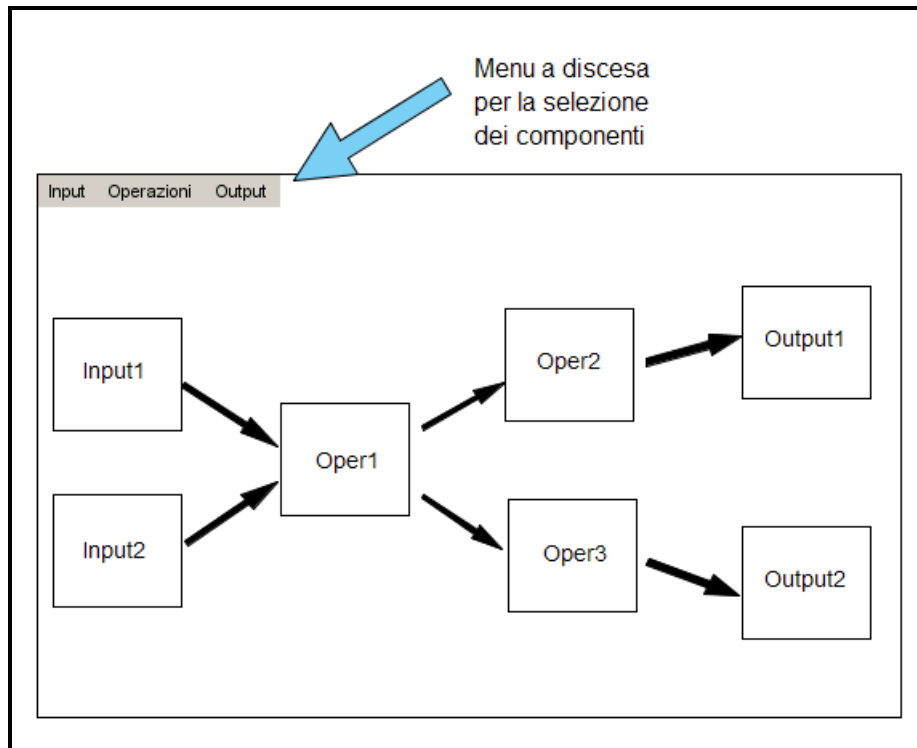 Menu a discesa
per la selezione
dei componenti
Input Operazioni Output
Input1
Input2
Oper1
Oper2
Oper3
Output1
Output2